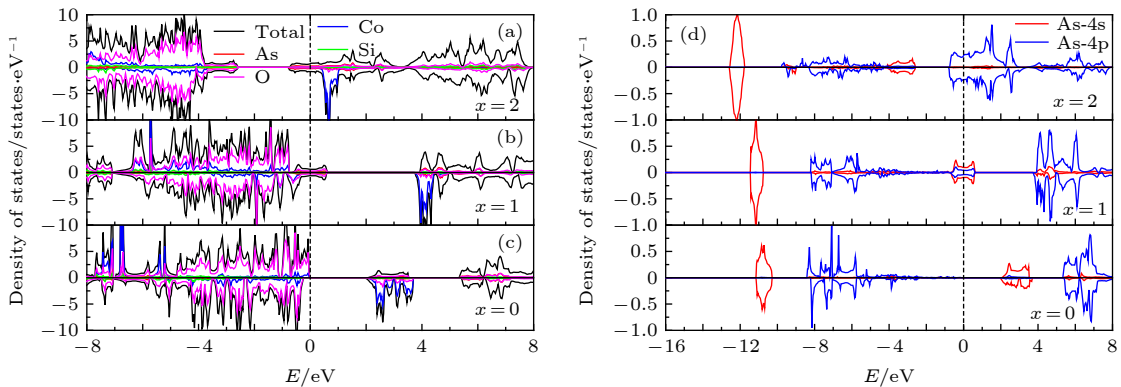 Total
As
O
Co
Si
(a)
x=2
10
5
0
−5
−10
(b)
x=1
5
0
−5
−10
(c)
x=0
5
0
−5
−10
−8
−4
0
4
8
E/eV
Density of states/states·eV⁻¹
(d)
As-4s
As-4p
x=2
1.0
0.5
0
−0.5
−1.0
x=1
0.5
0
−0.5
−1.0
x=0
0.5
0
−0.5
−1.0
−16
−12
−8
−4
0
4
8
E/eV
Density of states/states·eV⁻¹